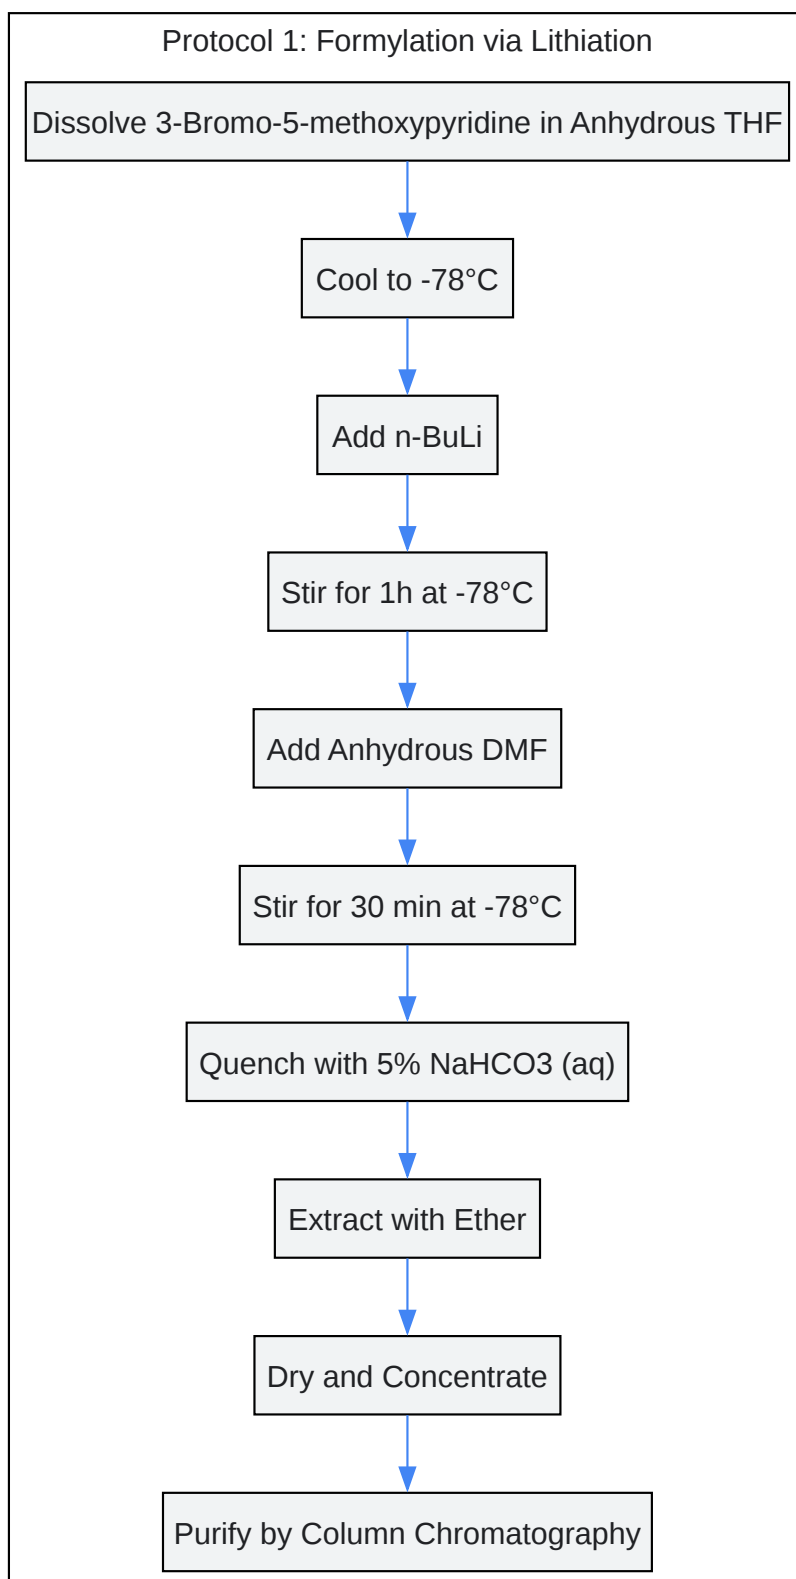 Protocol 1: Formylation via Lithiation
Dissolve 3-Bromo-5-methoxypyridine in Anhydrous THF
Cool to -78°C
Add n-BuLi
Stir for 1h at -78°C
Add Anhydrous DMF
Stir for 30 min at -78°C
Quench with 5% NaHCO3 (aq)
Extract with Ether
Dry and Concentrate
Purify by Column Chromatography